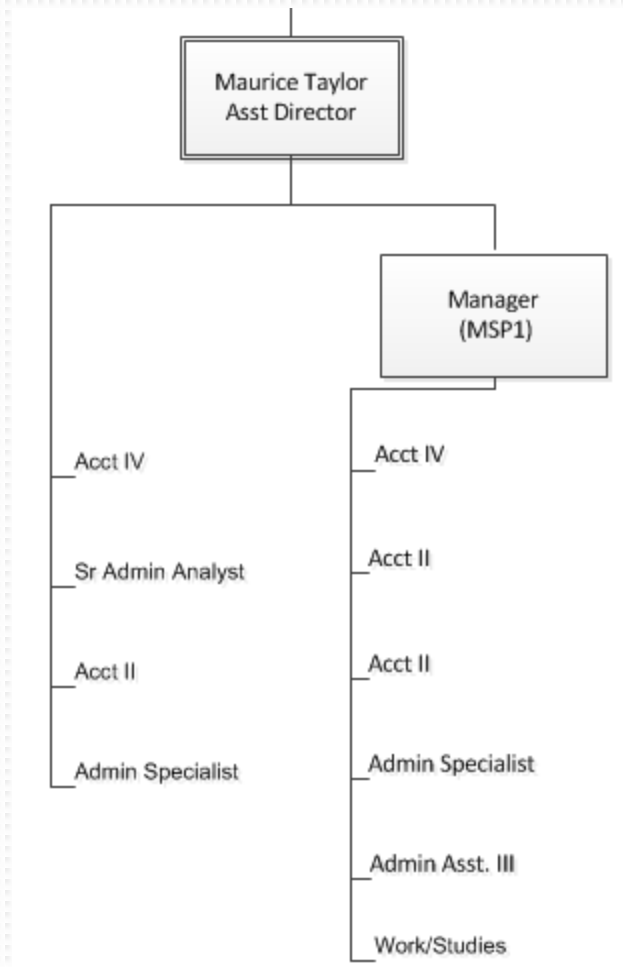 Maurice Taylor
Asst Director
Manager
(MSP1)
Acct IV
Sr Admin Analyst
Acct II
Admin Specialist
Acct IV
Acct II
Acct II
Admin Specialist
Admin Asst. III
Work/Studies